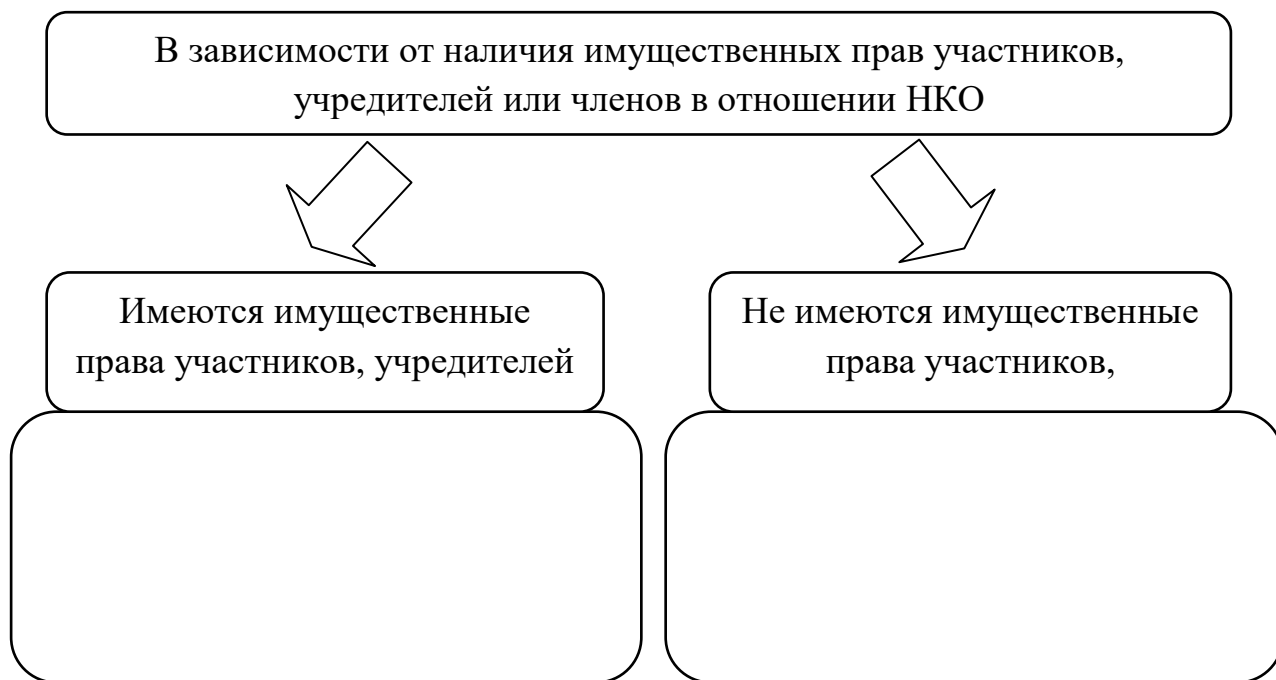 В зависимости от наличия имущественных прав участников,
учредителей или членов в отношении НКО
Имеются имущественные
права участников, учредителей
Не имеются имущественные
права участников,